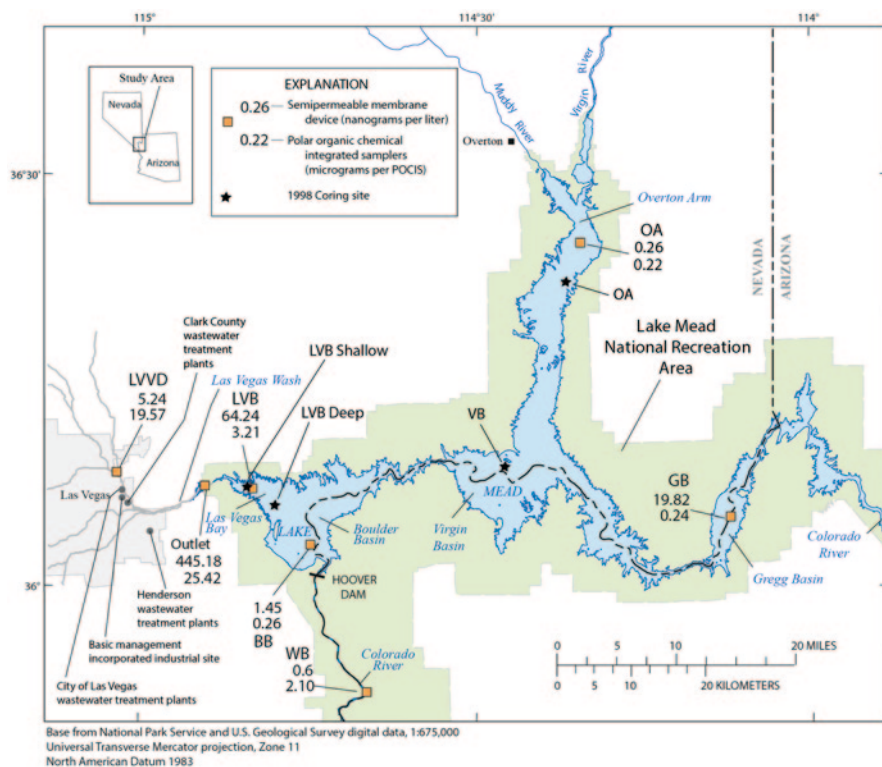 115°
114°30'
114°
36°30'
36°
Study Area
Nevada
Arizona
EXPLANATION
0.26
Semipermeable membrane
device (nanograms per liter)
0.22
Polar organic chemical
integrated samplers
(micrograms per POCIS)
1998 Coring site
Muddy River
Virgin River
Overton
Overton Arm
OA
0.26
0.22
OA
NEVADA
ARIZONA
Lake Mead
National Recreation
Area
Clark County
wastewater
treatment
plants
LVVD
5.24
19.57
Las Vegas Wash
LVB Shallow
LVB
64.24
3.21
LVB Deep
VB
GB
19.82
0.24
Las Vegas
Las Vegas
Bay
LAKE
MEAD
Boulder
Basin
Virgin
Basin
Colorado
River
Gregg Basin
Outlet
445.18
25.42
HOOVER
DAM
Henderson
wastewater
treatment plants
1.45
0.26
BB
Basic management
incorporated industrial site
WB
0.6
2.10
Colorado
River
City of Las Vegas
wastewater treatment plants
0 5 10 20 MILES
0 5 10 20 KILOMETERS
Base from National Park Service and U.S. Geological Survey digital data, 1:675,000
Universal Transverse Mercator projection, Zone 11
North American Datum 1983